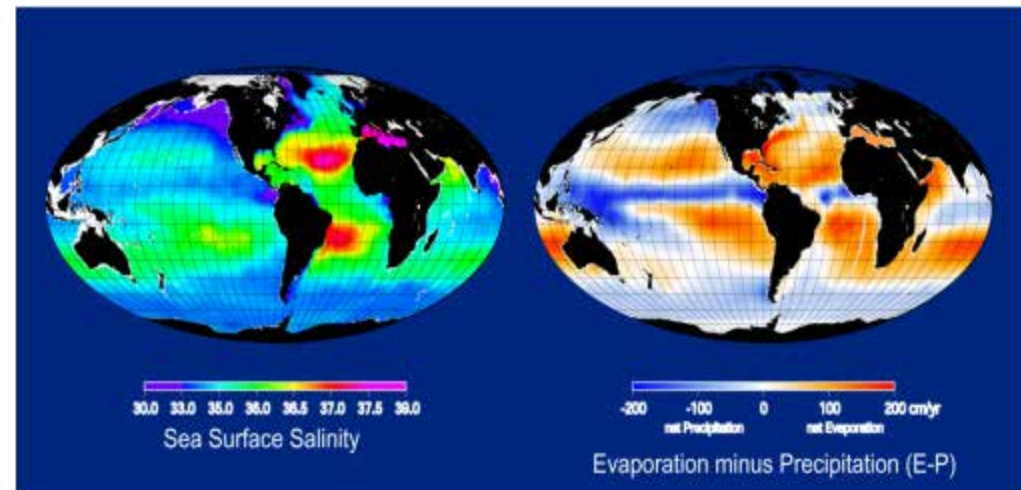 30.0 33.0 35.0 36.0 36.5 37.0 37.5 39.0
Sea Surface Salinity
-200 -100 0 100 200 cm/yr
net Precipitation net Evaporation
Evaporation minus Precipitation (E-P)